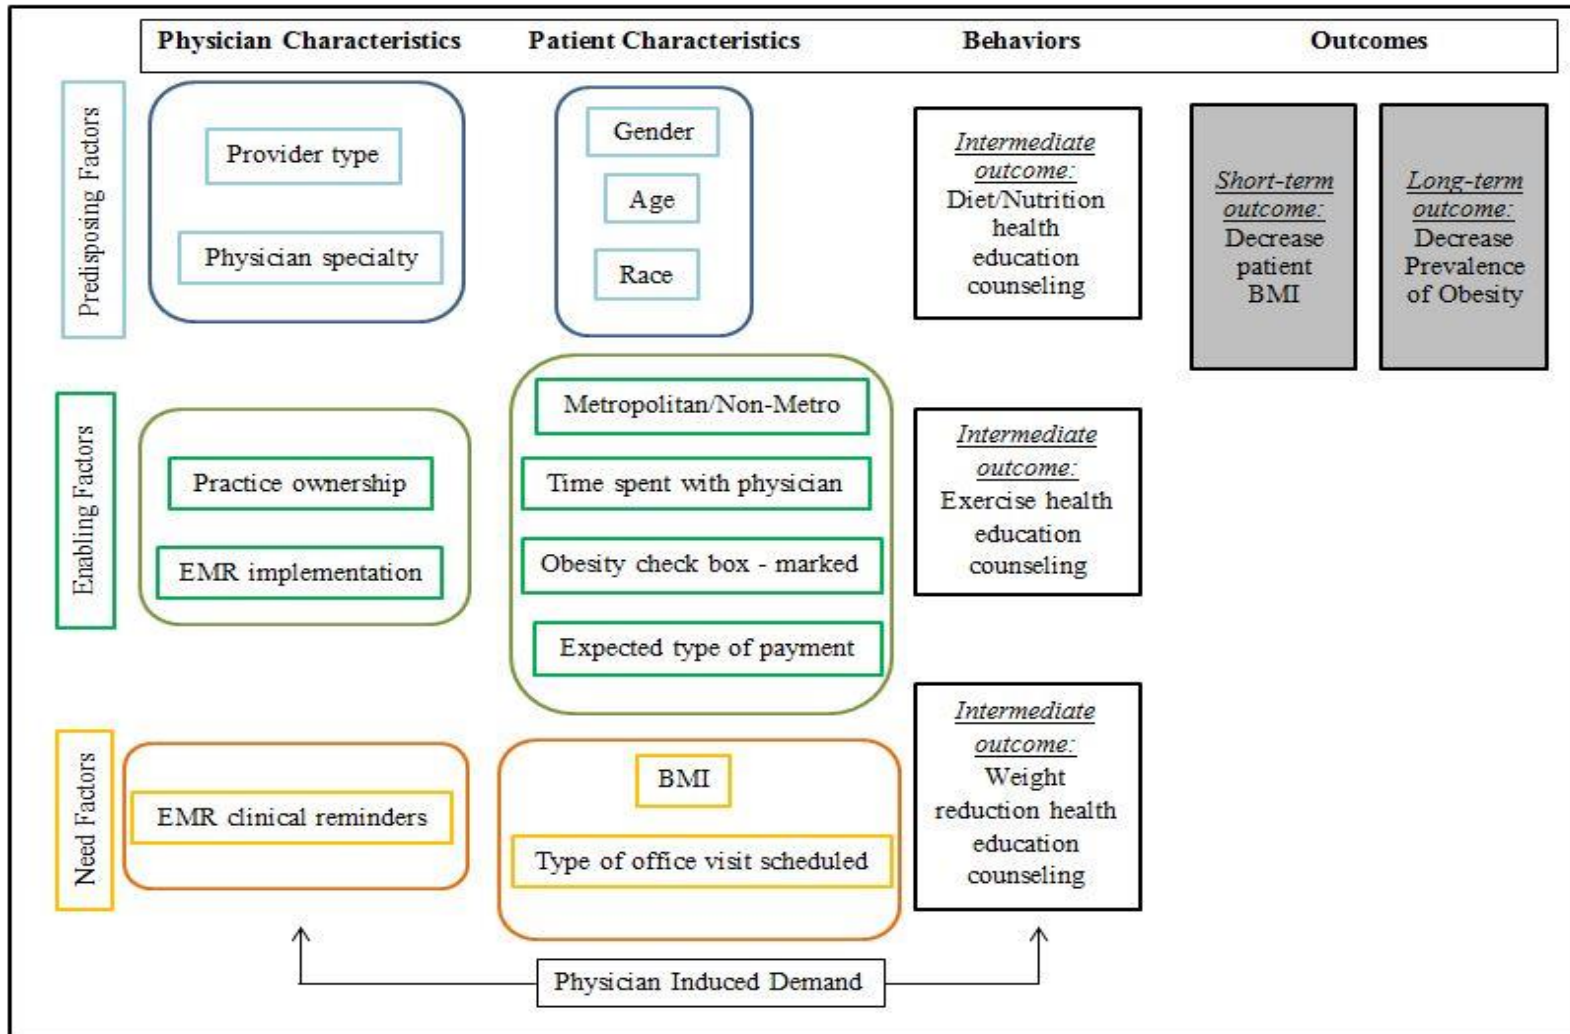 Physician Characteristics
Patient Characteristics
Behaviors
Outcomes
Predisposing Factors
Provider type
Physician specialty
Gender
Age
Race
Intermediate
outcome:
Diet/Nutrition
health
education
counseling
Short-term
outcome:
Decrease
patient
BMI
Long-term
outcome:
Decrease
Prevalence
of Obesity
Enabling Factors
Practice ownership
EMR implementation
Metropolitan/Non-Metro
Time spent with physician
Obesity check box - marked
Expected type of payment
Intermediate
outcome:
Exercise health
education
counseling
Need Factors
EMR clinical reminders
BMI
Type of office visit scheduled
Intermediate
outcome:
Weight
reduction health
education
counseling
Physician Induced Demand